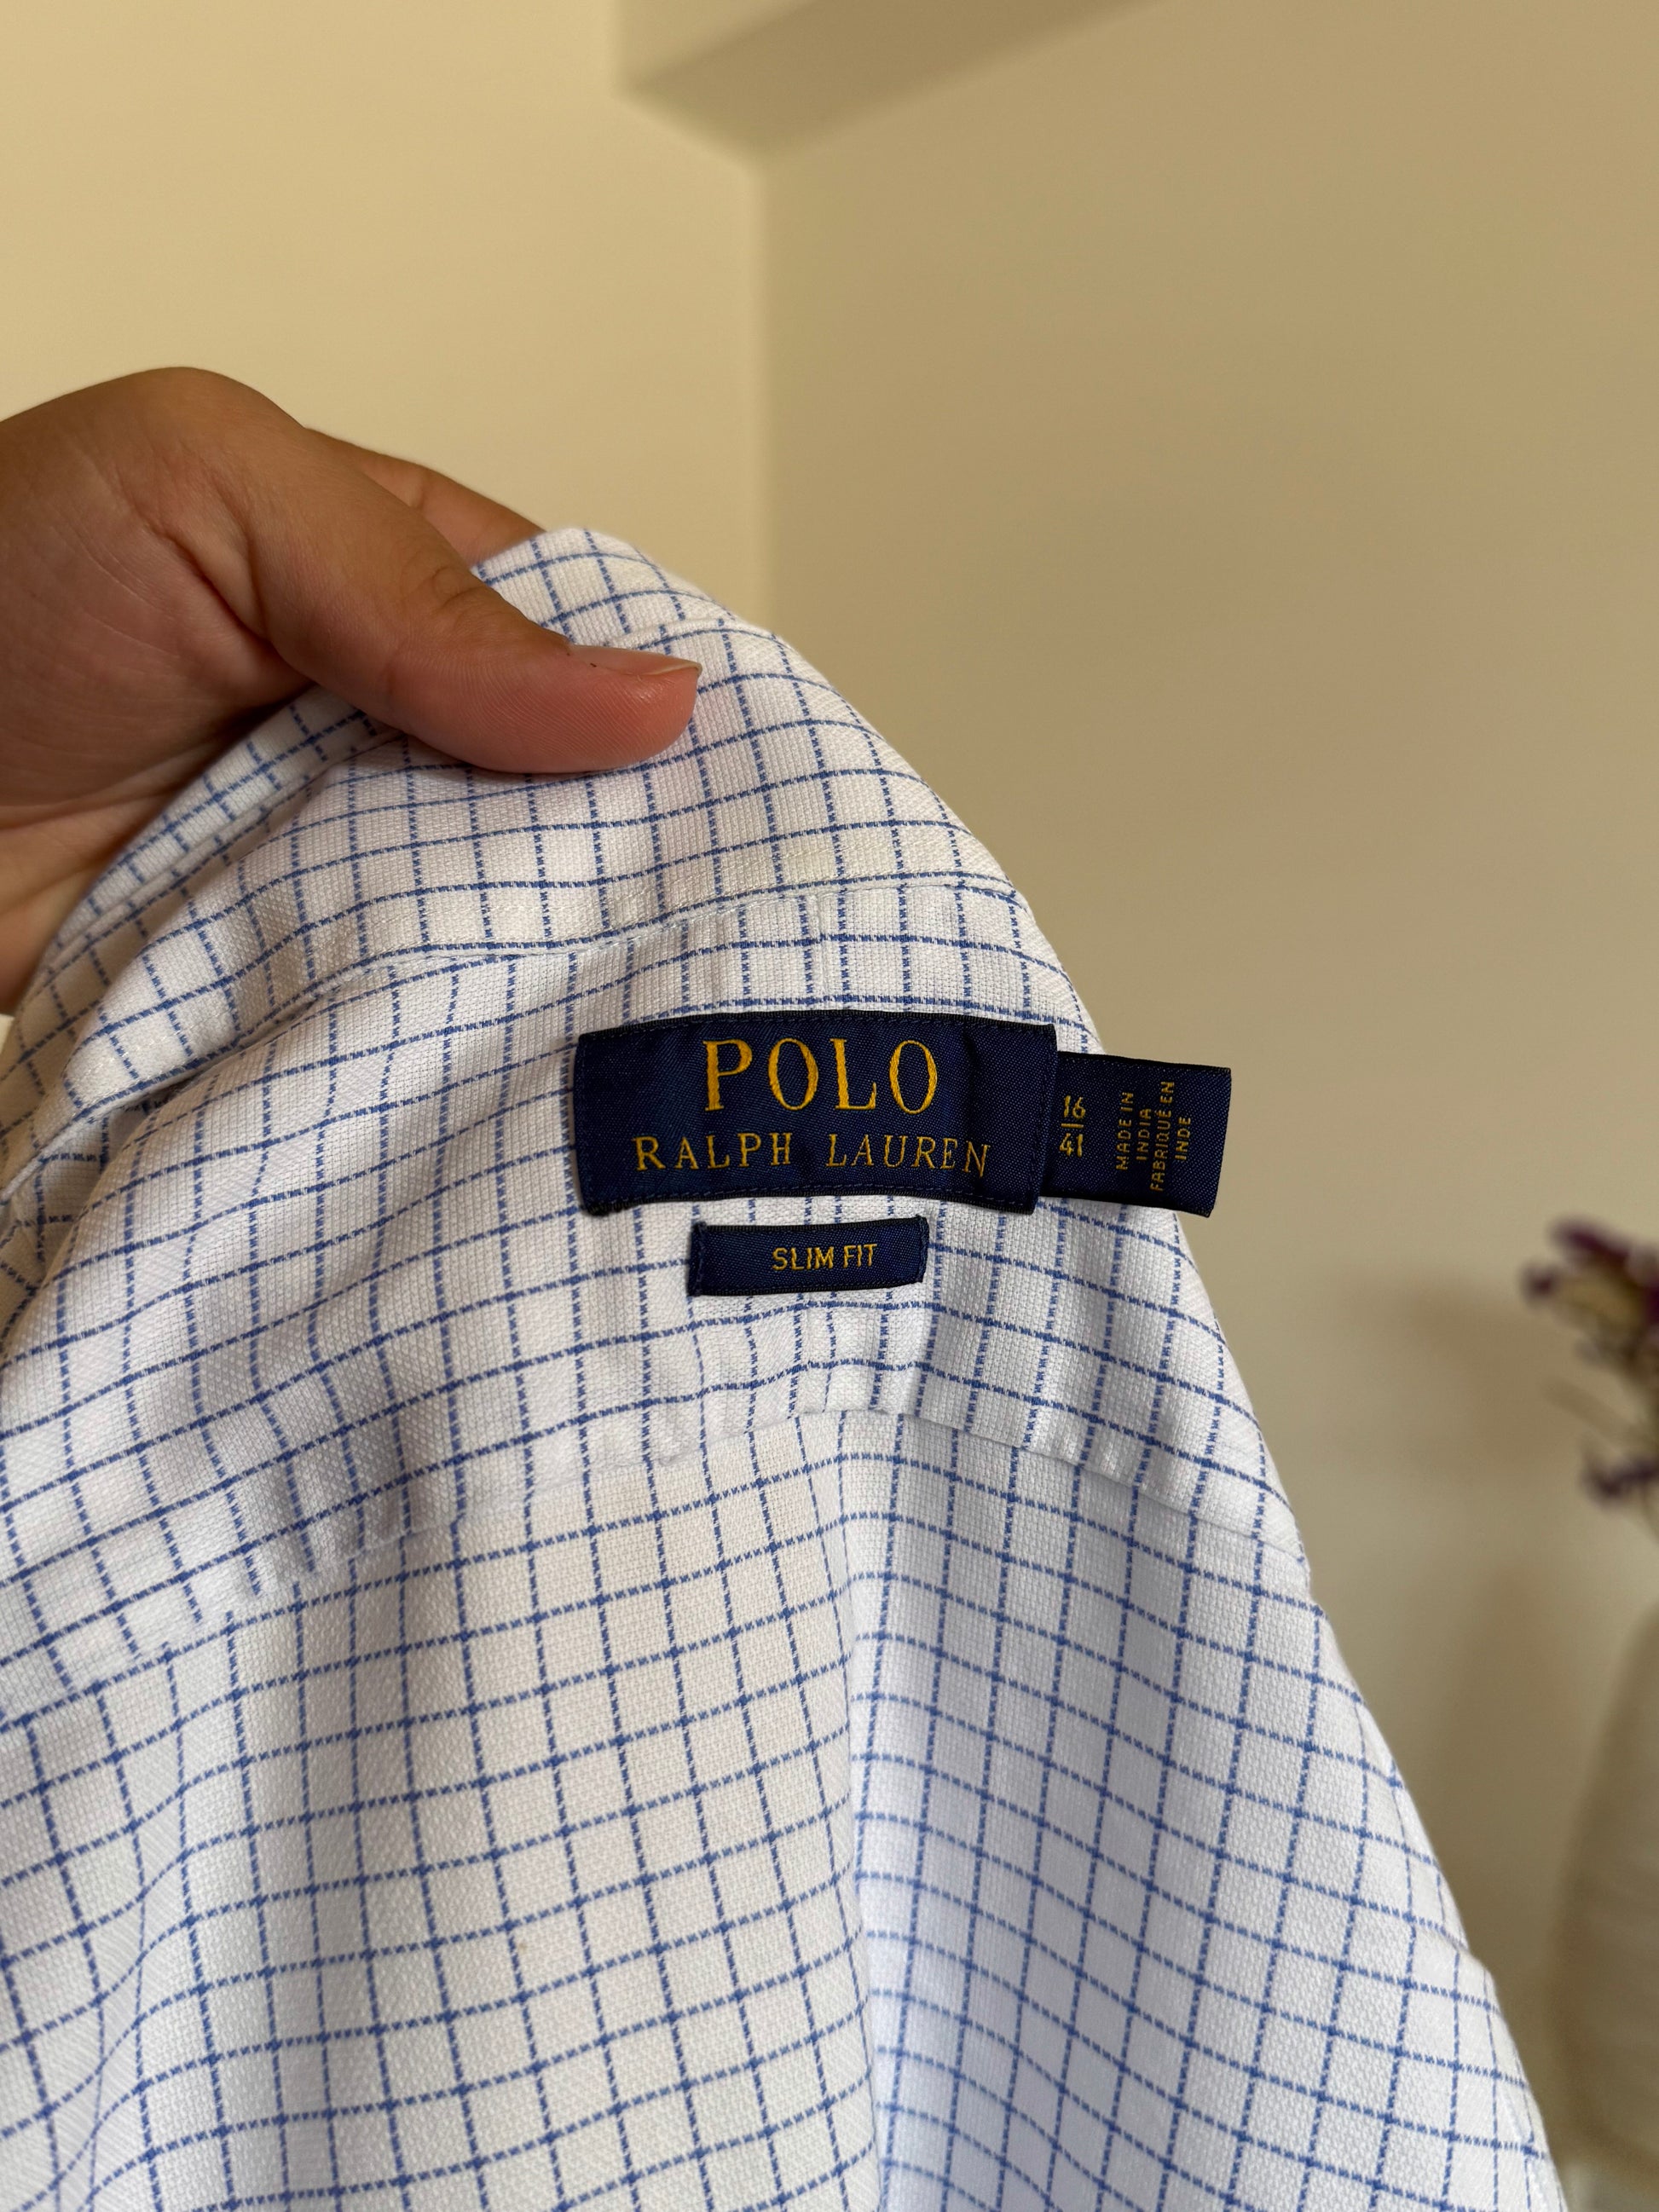 POLO
RALPH LAUREN
SLIM FIT
16
41
MADE IN
INDIA
FABRIQUÉ EN
INDE